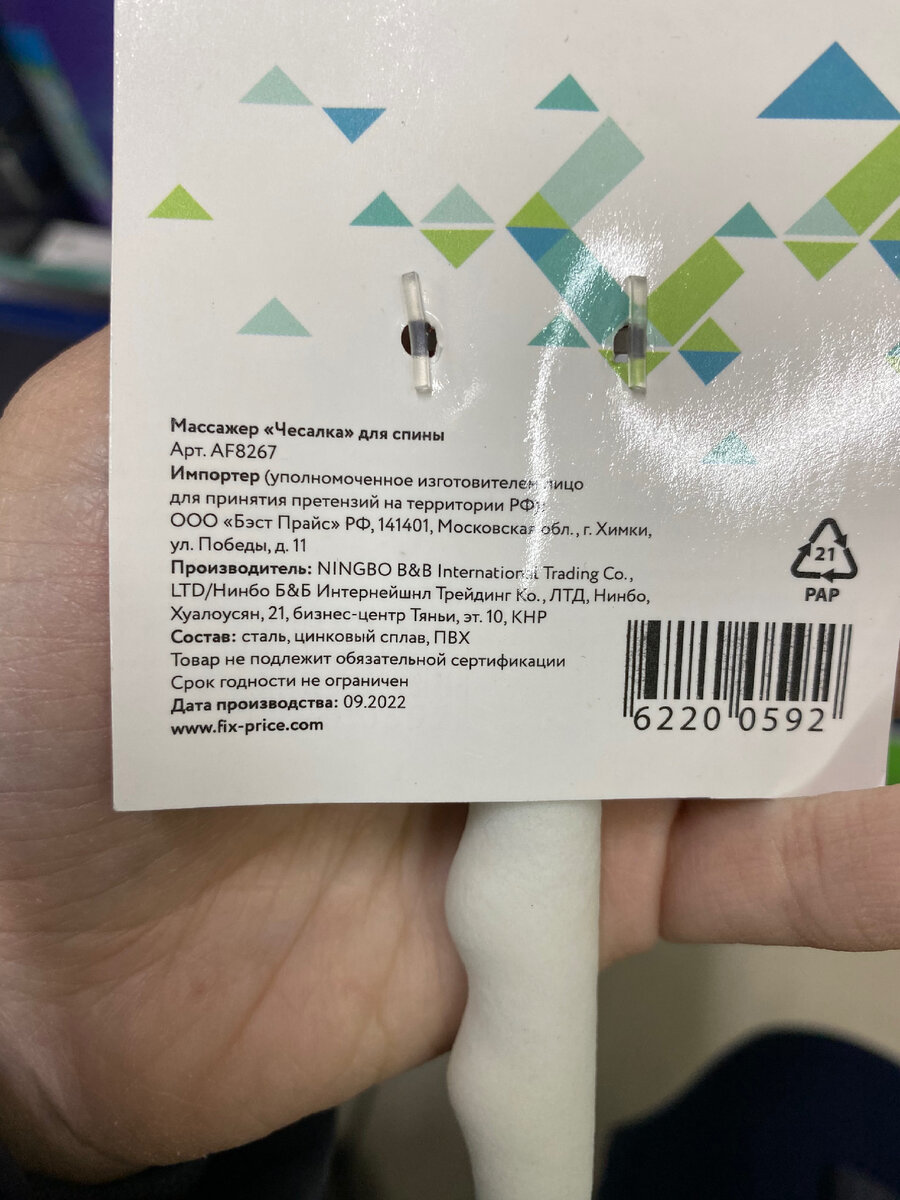 Массажер «Чесалка» для спины
Арт. AF8267
Импортер (уполномоченное изготовителем лицо
для принятия претензий на территории РФ):
ООО «Бэст Прайс» РФ, 141401, Московская обл., г. Химки,
ул. Победы, д. 11
Производитель: NINGBO B&B International Trading Co.,
LTD/Нинбо Б&Б Интернейшнл Трейдинг Ко., ЛТД, Нинбо,
Хуалоусян, 21, бизнес-центр Тяньи, эт. 10, КНР
Состав: сталь, цинковый сплав, ПВХ
Товар не подлежит обязательной сертификации
Срок годности не ограничен
Дата производства: 09.2022
www.fix-price.com
21
PAP
6220 0592